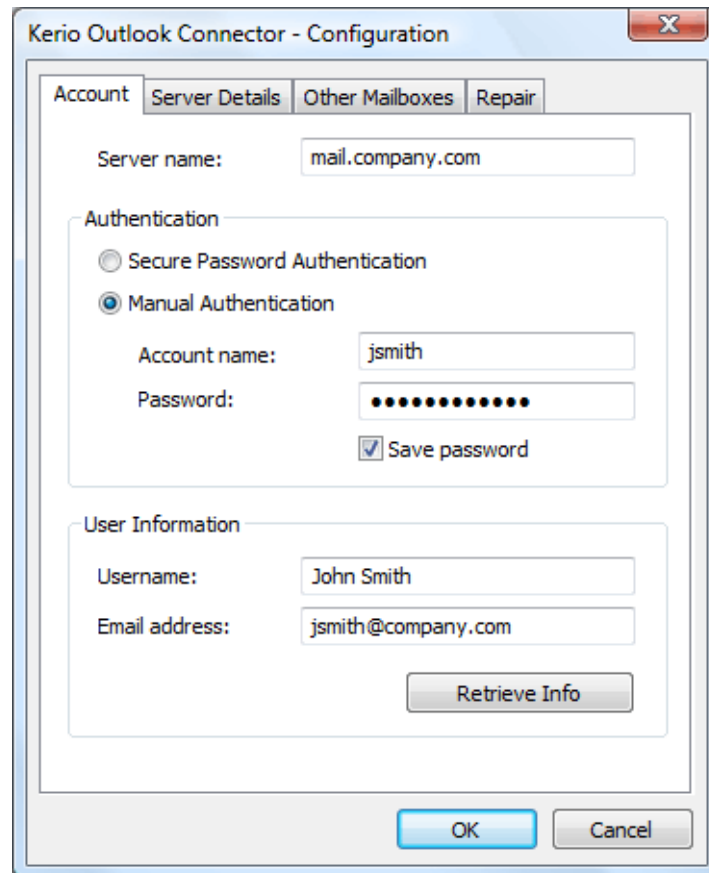 Kerio Outlook Connector - Configuration
Account Server Details Other Mailboxes Repair
Server name: mail.company.com
Authentication
Secure Password Authentication
Manual Authentication
Account name: jsmith
Password: ●●●●●●●●●●●●
Save password
User Information
Username: John Smith
Email address: jsmith@company.com
Retrieve Info
OK Cancel